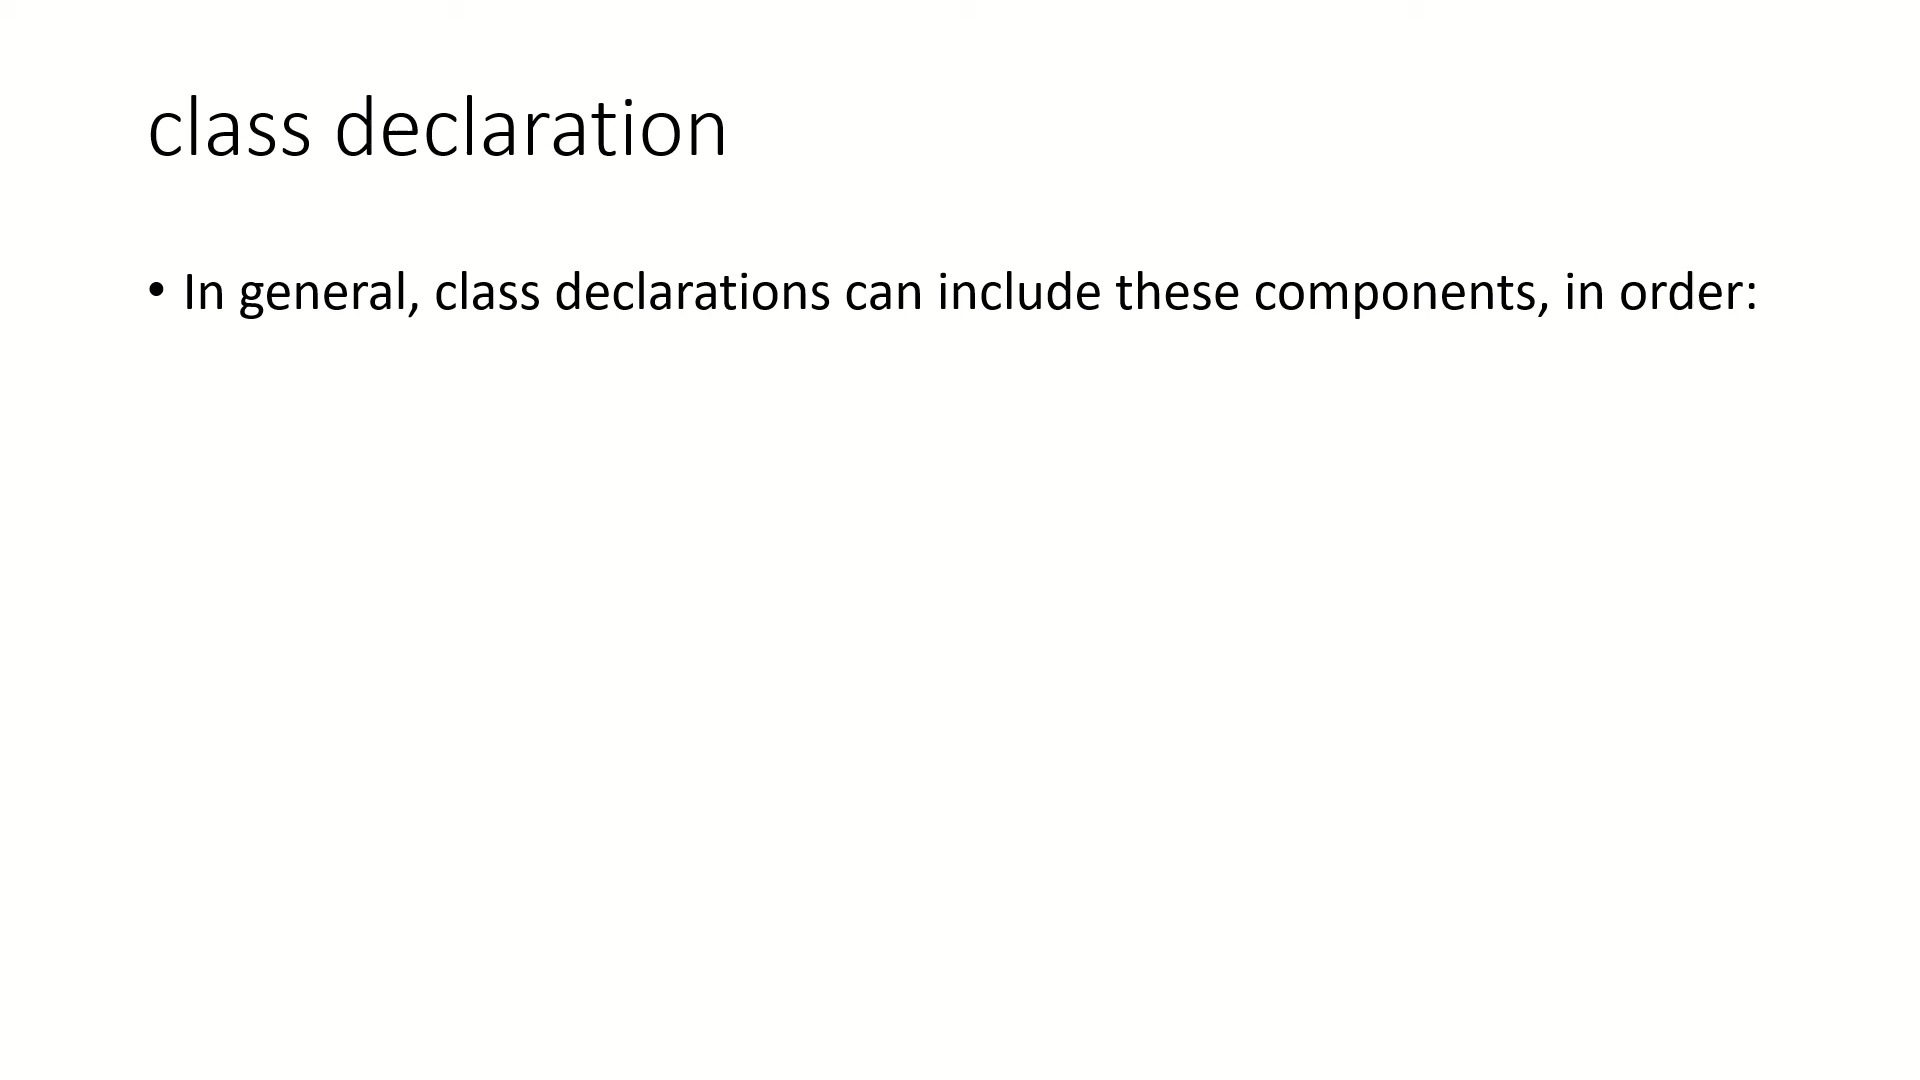 class declaration
• In general, class declarations can include these components, in order: